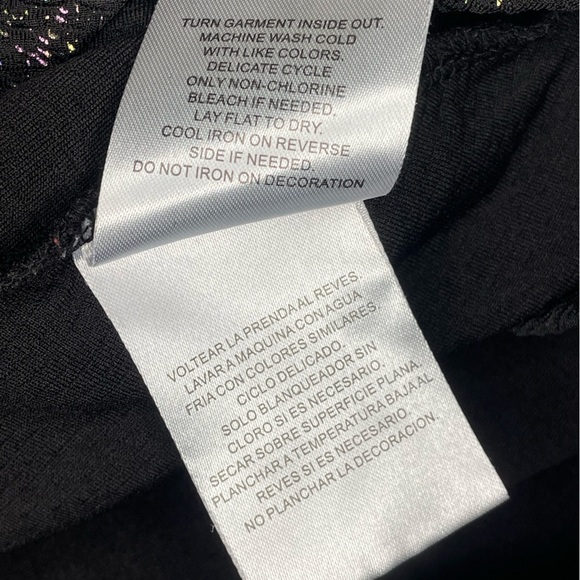 TURN GARMENT INSIDE OUT.
MACHINE WASH COLD
WITH LIKE COLORS.
DELICATE CYCLE
ONLY NON-CHLORINE
BLEACH IF NEEDED.
LAY FLAT TO DRY.
COOL IRON ON REVERSE
SIDE IF NEEDED.
DO NOT IRON ON DECORATION
VOLTEAR LA PRENDA AL REVES.
LAVAR A MAQUINA CON AGUA
FRIA CON COLORES SIMILARES.
CICLO DELICADO.
SOLO BLANQUEADOR SIN
CLORO SI ES NECESARIO.
SECAR SOBRE SUPERFICIE PLANA.
PLANCHAR A TEMPERATURA BAJA AL
REVES SI ES NECESARIO.
NO PLANCHAR LA DECORACION.